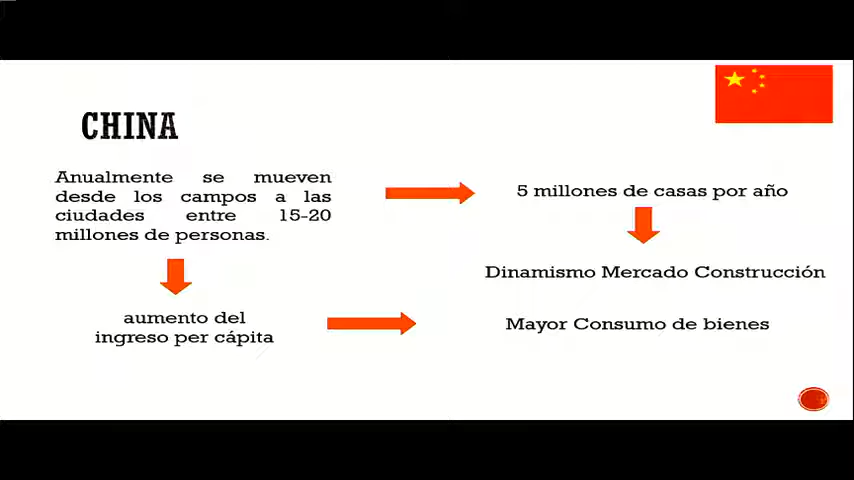 CHINA
Anualmente se mueven
desde los campos a las
ciudades entre 15-20
millones de personas.
5 millones de casas por año
Dinamismo Mercado Construcción
aumento del
ingreso per cápita
Mayor Consumo de bienes